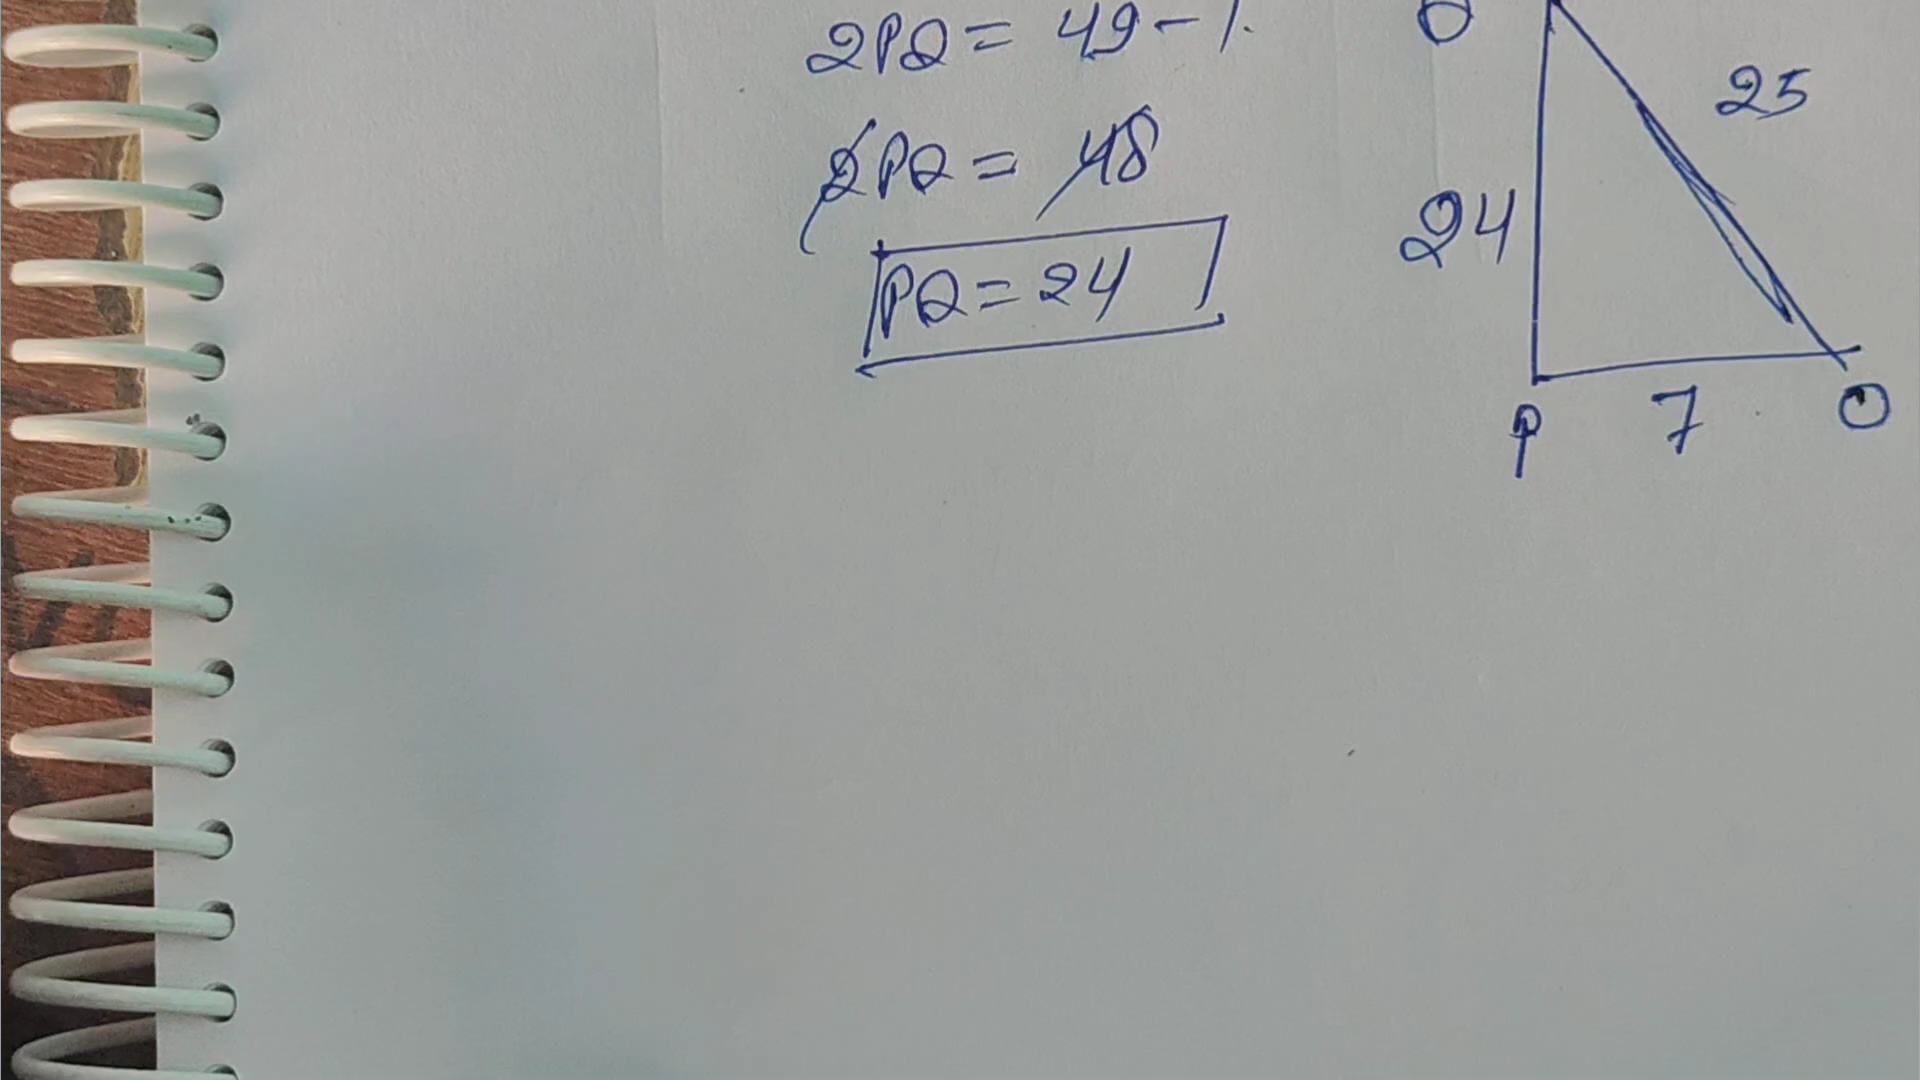 2PQ = 49 - 1.
2PQ = 48
PQ = 24
25
24
P 7 O